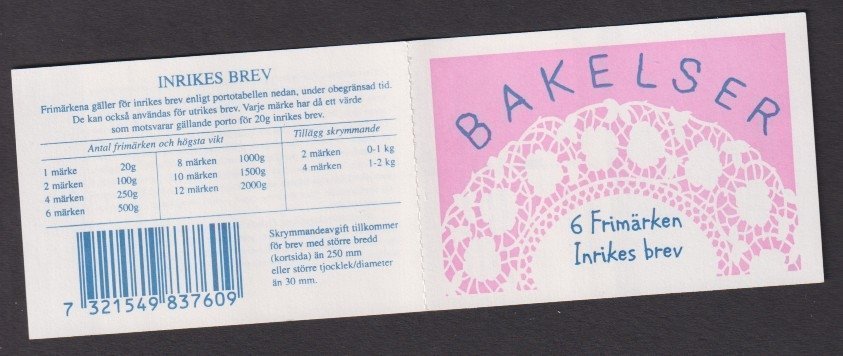 INRIKES BREV
Frimärkena gäller för inrikes brev enligt portotabellen nedan, under obegränsad tid.
De kan också användas för utrikes brev. Varje märke har då ett värde
som motsvarar gällande porto för 20g inrikes brev.
Antal frimärken och högsta vikt
1 märke 20g
2 märken 100g
4 märken 250g
6 märken 500g
8 märken 1000g
10 märken 1500g
12 märken 2000g
Tillägg skrymmande
2 märken 0-1 kg
4 märken 1-2 kg
Skrymmandeavgift tillkommer
för brev med större bredd
(kortsida) än 250 mm
eller större tjocklek/diameter
än 30 mm.
7 321549 837609
BAKELSER
6 Frimärken
Inrikes brev